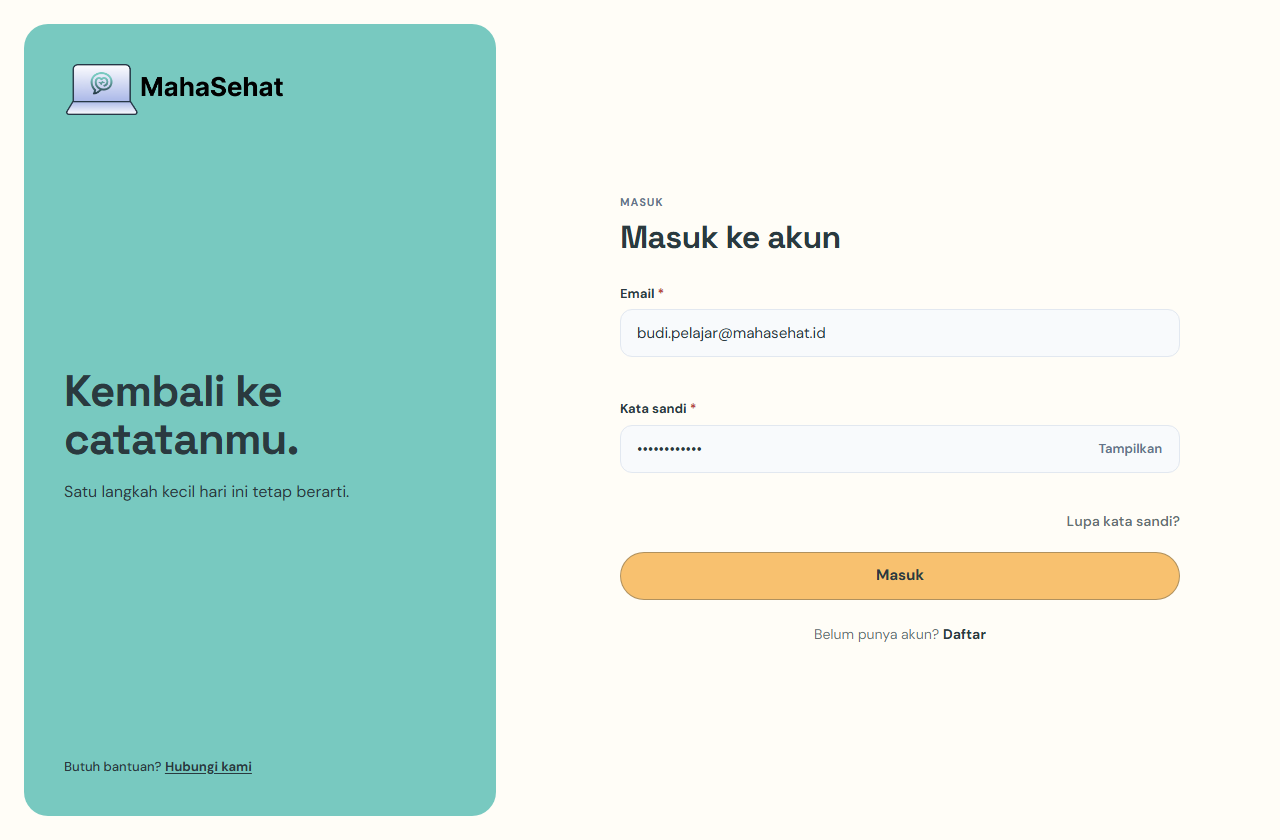 MahaSehat
Kembali ke
catatanmu.
Satu langkah kecil hari ini tetap berarti.
Butuh bantuan? Hubungi kami
MASUK
Masuk ke akun
Email *
budi.pelajar@mahasehat.id
Kata sandi *
•••••••••••• Tampilkan
Lupa kata sandi?
Masuk
Belum punya akun? Daftar